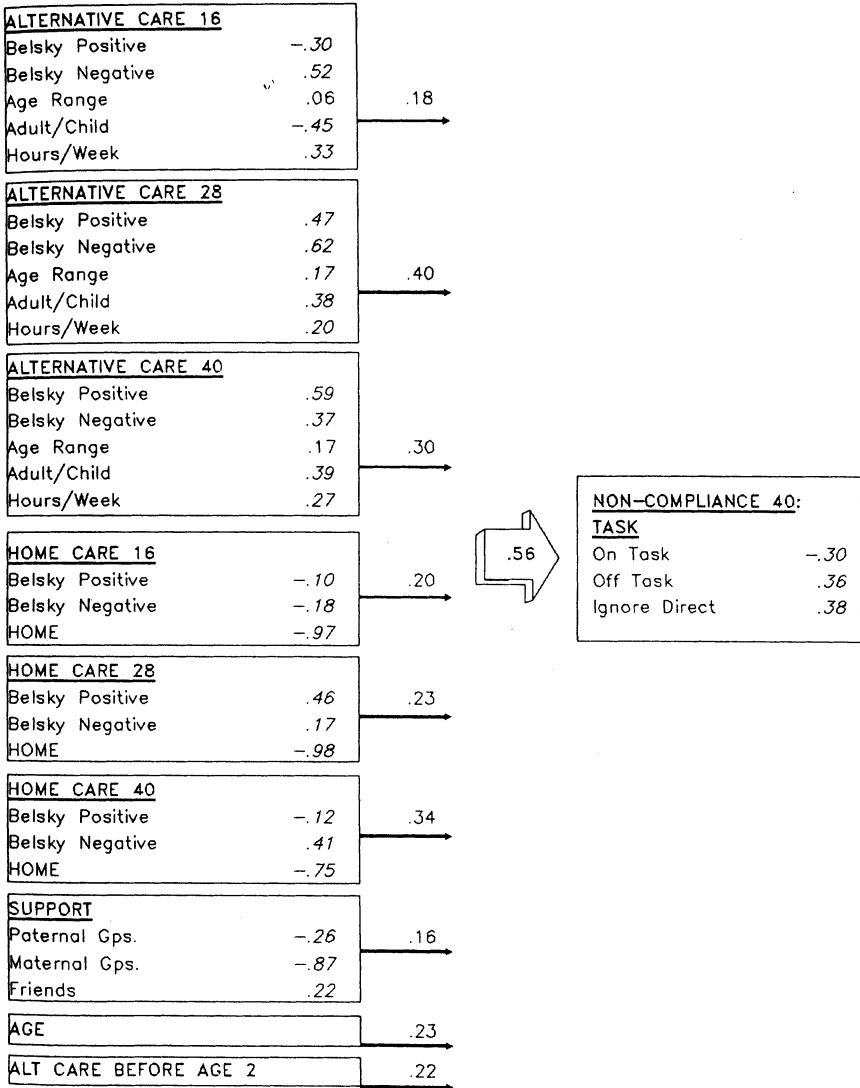 ALTERNATIVE CARE 16
Belsky Positive -.30
Belsky Negative .52
Age Range .06
Adult/Child -.45
Hours/Week .33
.18
ALTERNATIVE CARE 28
Belsky Positive .47
Belsky Negative .62
Age Range .17
Adult/Child .38
Hours/Week .20
.40
ALTERNATIVE CARE 40
Belsky Positive .59
Belsky Negative .37
Age Range .17
Adult/Child .39
Hours/Week .27
.30
HOME CARE 16
Belsky Positive -.10
Belsky Negative -.18
HOME -.97
.20
HOME CARE 28
Belsky Positive .46
Belsky Negative .17
HOME -.98
.23
HOME CARE 40
Belsky Positive -.12
Belsky Negative .41
HOME -.75
.34
SUPPORT
Paternal Gps. -.26
Maternal Gps. -.87
Friends .22
.16
AGE .23
ALT CARE BEFORE AGE 2 .22
.56
NON-COMPLIANCE 40:
TASK
On Task -.30
Off Task .36
Ignore Direct .38